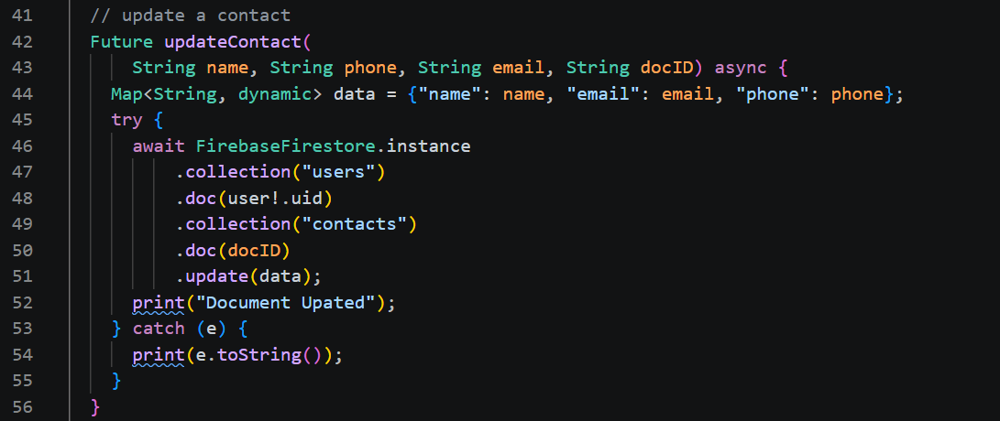 41 // update a contact
42 Future updateContact(
43 String name, String phone, String email, String docID) async {
44 Map<String, dynamic> data = {"name": name, "email": email, "phone": phone};
45 try {
46 await FirebaseFirestore.instance
47 .collection("users")
48 .doc(user!.uid)
49 .collection("contacts")
50 .doc(docID)
51 .update(data);
52 print("Document Upated");
53 } catch (e) {
54 print(e.toString());
55 }
56 }